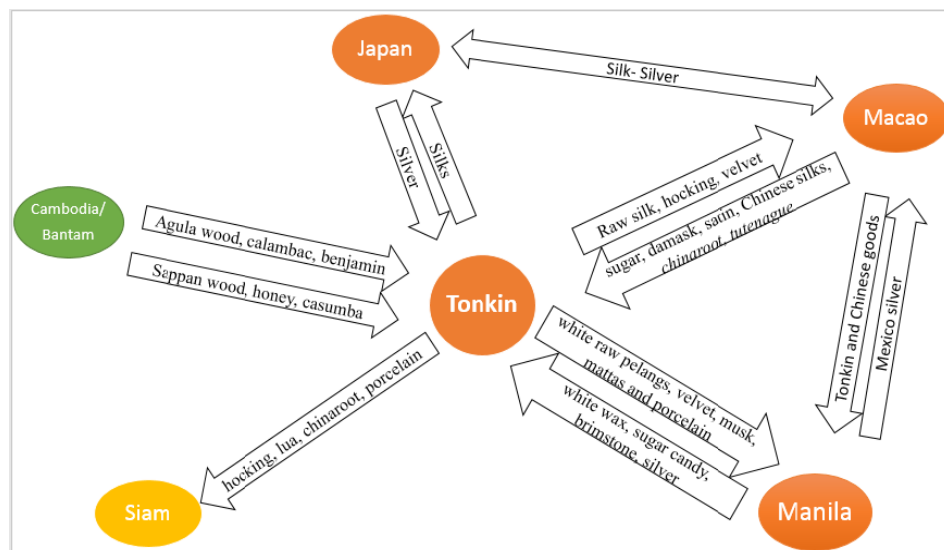 Japan
Silk- Silver
Macao
Silver
Silks
Raw silk, hocking, velvet
sugar, damask, satin, Chinese silks,
chinaroot, tutenague
Cambodia/
Bantam
Agula wood, calambac, benjamin
Sappan wood, honey, casumba
Tonkin
Tonkin and Chinese goods
Mexico silver
white raw pelangs, velvet, musk,
mattas and porcelain
white wax, sugar candy,
brimstone, silver
hocking, lua, chinaroot, porcelain
Siam
Manila